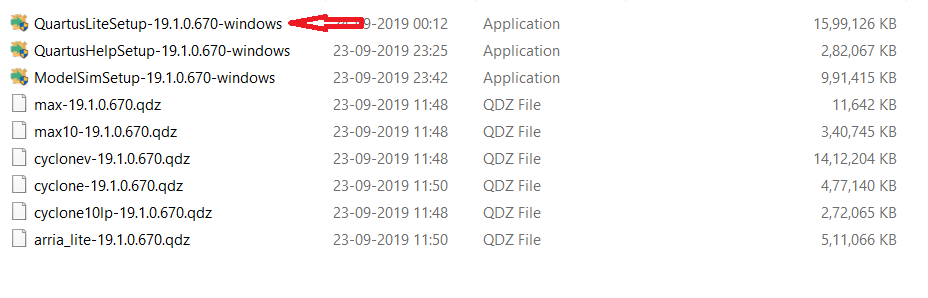 QuartusLiteSetup-19.1.0.670-windows -09-2019 00:12 Application 15,99,126 KB
QuartusHelpSetup-19.1.0.670-windows 23-09-2019 23:25 Application 2,82,067 KB
ModelSimSetup-19.1.0.670-windows 23-09-2019 23:42 Application 9,91,415 KB
max-19.1.0.670.qdz 23-09-2019 11:48 QDZ File 11,642 KB
max10-19.1.0.670.qdz 23-09-2019 11:48 QDZ File 3,40,745 KB
cyclonev-19.1.0.670.qdz 23-09-2019 11:48 QDZ File 14,12,204 KB
cyclone-19.1.0.670.qdz 23-09-2019 11:50 QDZ File 4,77,140 KB
cyclone10lp-19.1.0.670.qdz 23-09-2019 11:48 QDZ File 2,72,065 KB
arria_lite-19.1.0.670.qdz 23-09-2019 11:50 QDZ File 5,11,066 KB